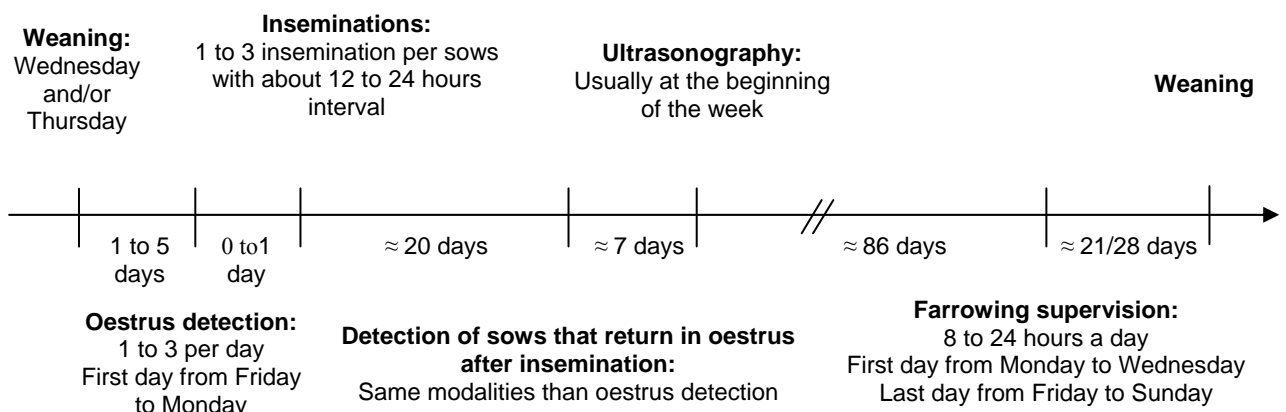 Weaning:
Wednesday
and/or
Thursday
Inseminations:
1 to 3 insemination per sows
with about 12 to 24 hours
interval
Ultrasonography:
Usually at the beginning
of the week
Weaning
1 to 5
days
0 to1
day
≈ 20 days
≈ 7 days
≈ 86 days
≈ 21/28 days
Oestrus detection:
1 to 3 per day
First day from Friday
to Monday
Detection of sows that return in oestrus
after insemination:
Same modalities than oestrus detection
Farrowing supervision:
8 to 24 hours a day
First day from Monday to Wednesday
Last day from Friday to Sunday